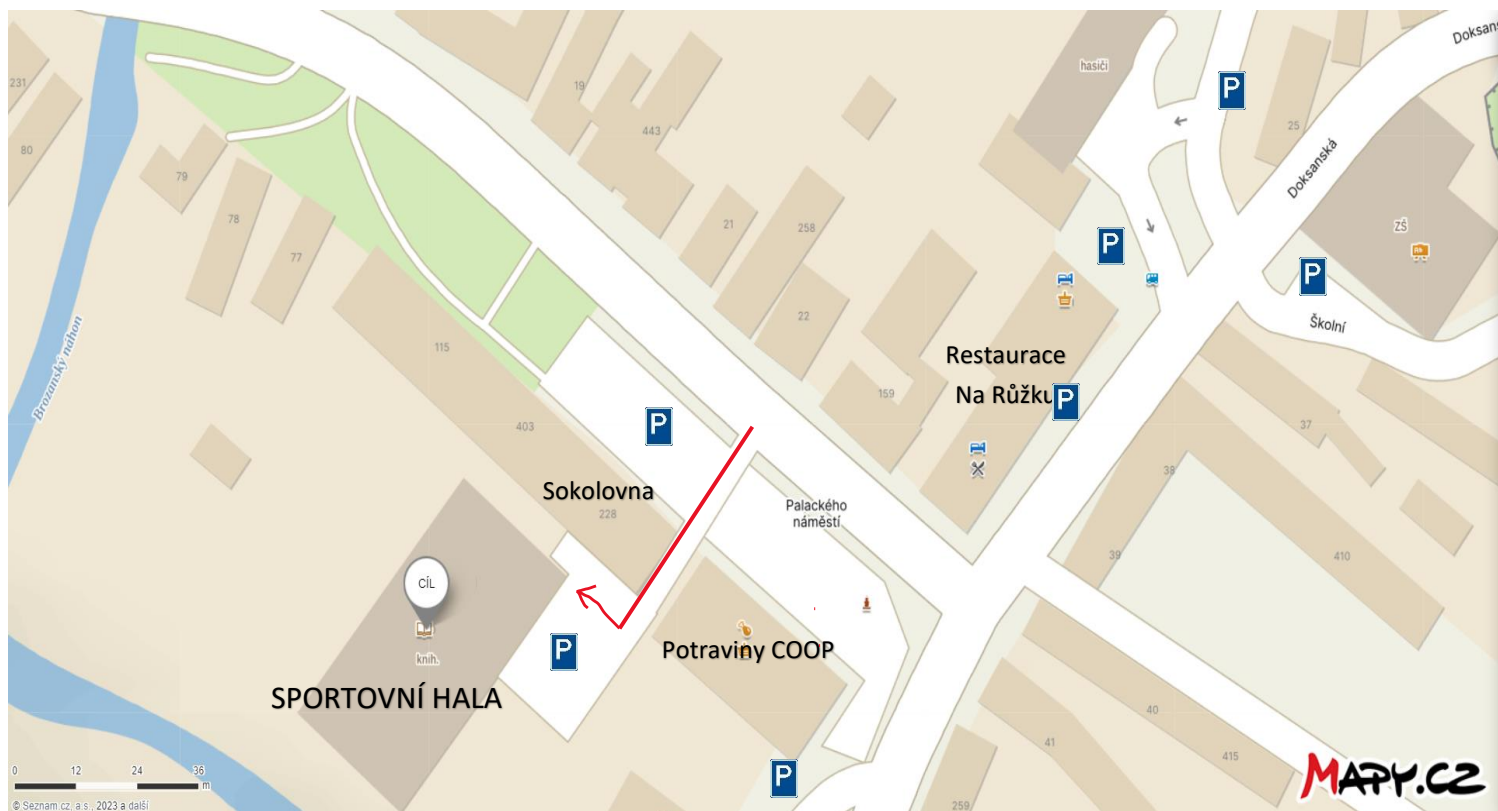 Doksans
hasiči
P
231
19
443
25
80
Doksanská
79
78
21
258
P
ZŠ
77
P
22
Školní
Brozanský náhon
115
Restaurace
Na Růžku
P
159
403
P
37
38
Sokolovna
228
Palackého
náměstí
39
410
CÍL
knih.
P
Potraviny COOP
SPORTOVNÍ HALA
40
41
415
P
259
0 12 24 36
m
MAPY.CZ
© Seznam.cz, a.s., 2023 a další